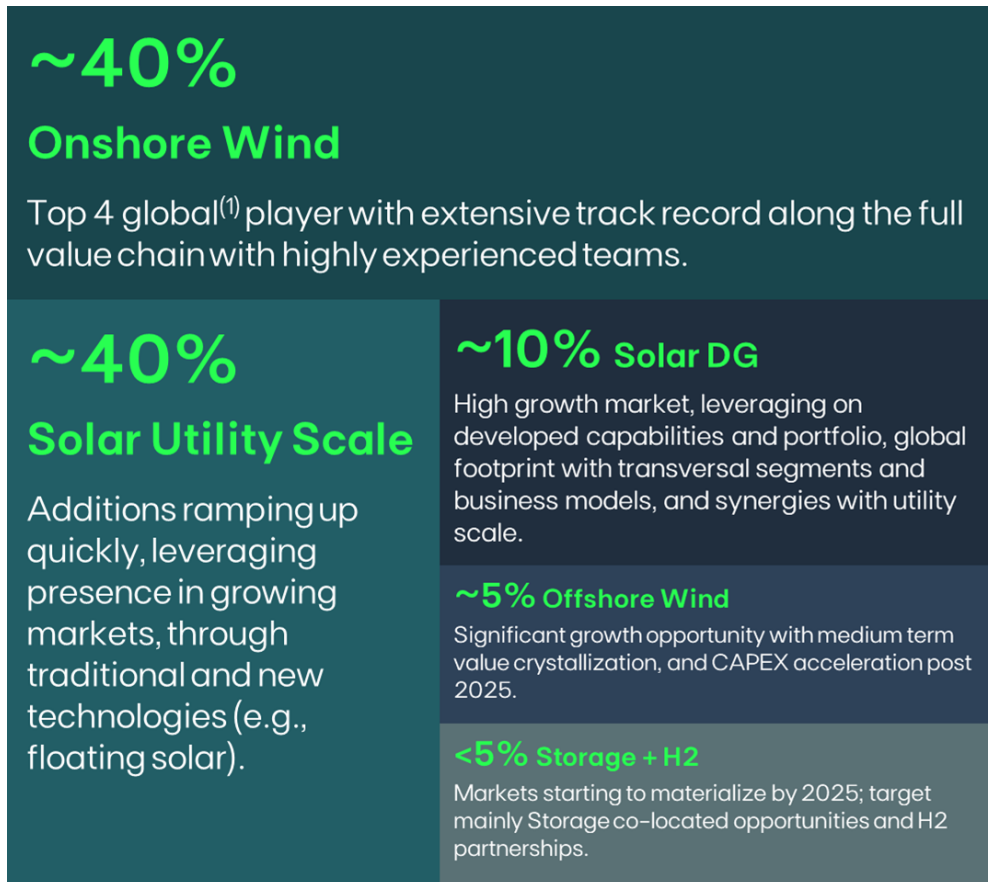 ~40%
Onshore Wind
Top 4 global(1) player with extensive track record along the full
value chain with highly experienced teams.
~40%
Solar Utility Scale
Additions ramping up
quickly, leveraging
presence in growing
markets, through
traditional and new
technologies (e.g.,
floating solar).
~10% Solar DG
High growth market, leveraging on
developed capabilities and portfolio, global
footprint with transversal segments and
business models, and synergies with utility
scale.
~5% Offshore Wind
Significant growth opportunity with medium term
value crystallization, and CAPEX acceleration post
2025.
<5% Storage + H2
Markets starting to materialize by 2025; target
mainly Storage co-located opportunities and H2
partnerships.